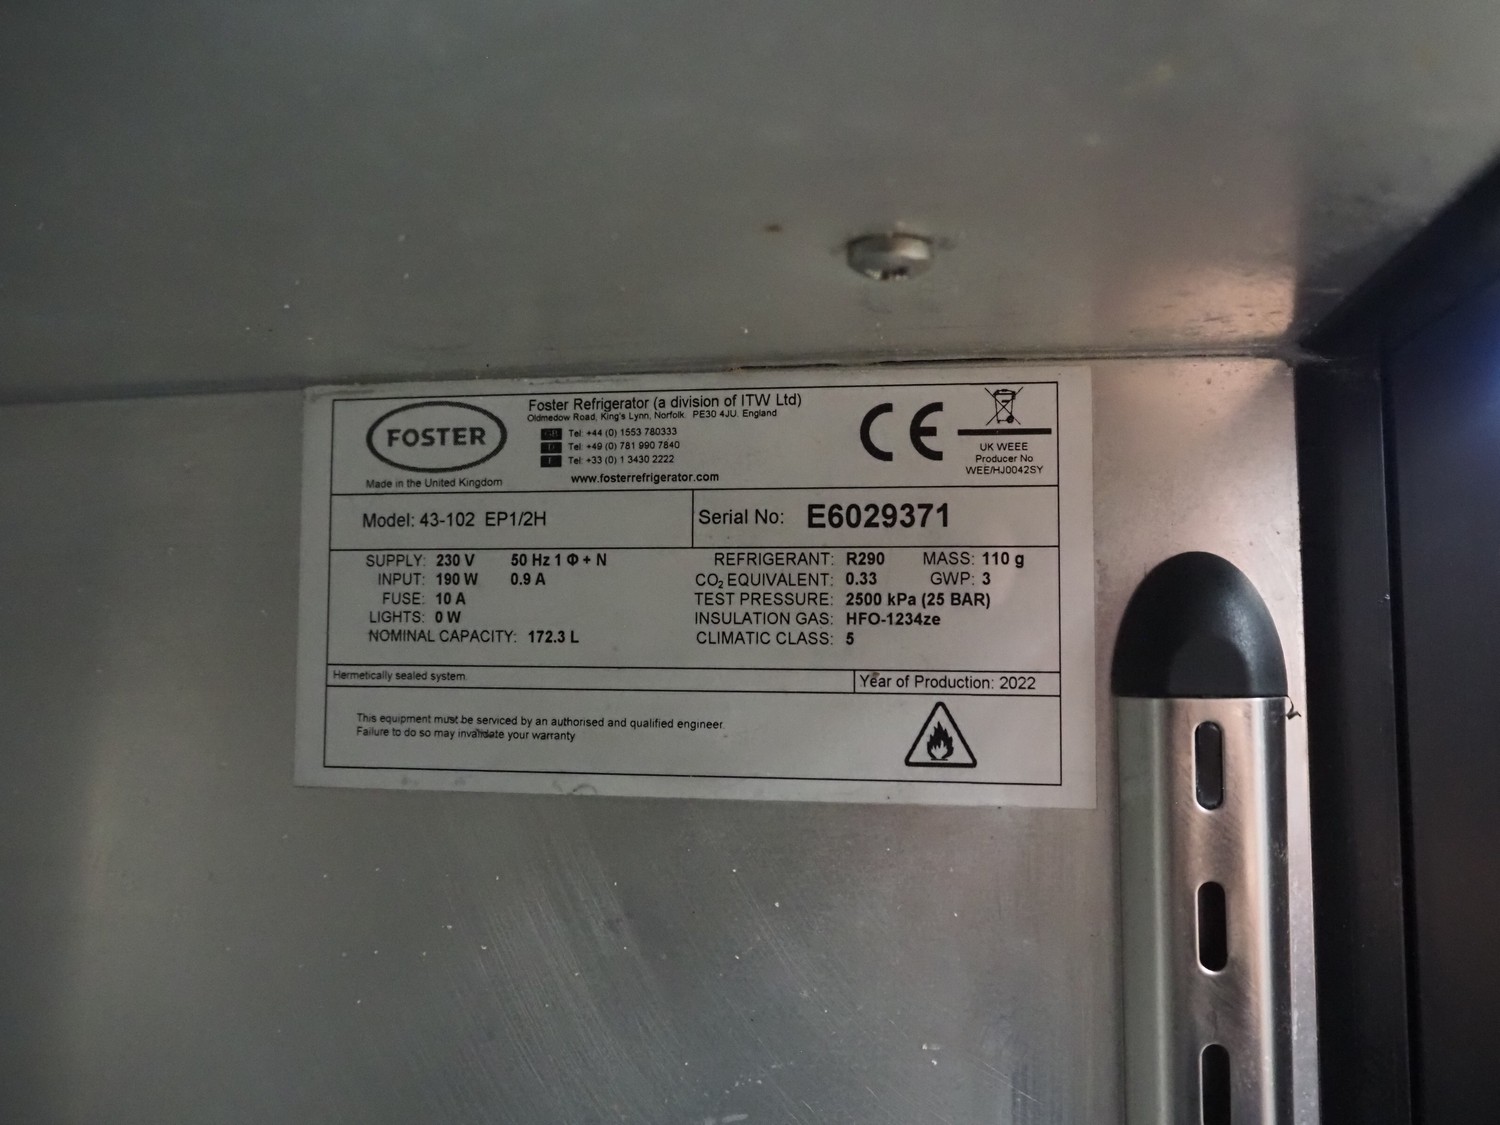 FOSTER
Made in the United Kingdom
Foster Refrigerator (a division of ITW Ltd)
Oldmedow Road, King's Lynn, Norfolk. PE30 4JU. England
GB Tel: +44 (0) 1553 780333
D Tel: +49 (0) 781 990 7840
F Tel: +33 (0) 1 3430 2222
www.fosterrefrigerator.com
CE
UK WEEE
Producer No
WEE/HJ0042SY
Model: 43-102 EP1/2H
Serial No: E6029371
SUPPLY: 230 V 50 Hz 1 Φ + N
INPUT: 190 W 0.9 A
FUSE: 10 A
LIGHTS: 0 W
NOMINAL CAPACITY: 172.3 L
REFRIGERANT: R290 MASS: 110 g
CO₂ EQUIVALENT: 0.33 GWP: 3
TEST PRESSURE: 2500 kPa (25 BAR)
INSULATION GAS: HFO-1234ze
CLIMATIC CLASS: 5
Hermetically sealed system
Year of Production: 2022
This equipment must be serviced by an authorised and qualified engineer.
Failure to do so may invalidate your warranty